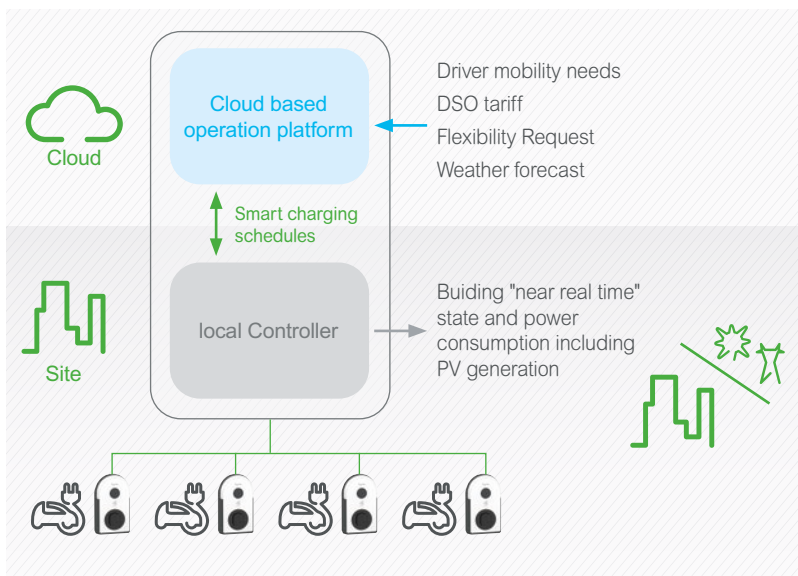 Cloud based
operation platform
Driver mobility needs
DSO tariff
Flexibility Request
Weather forecast
Cloud
Smart charging
schedules
local Controller
Buiding "near real time"
state and power
consumption including
PV generation
Site